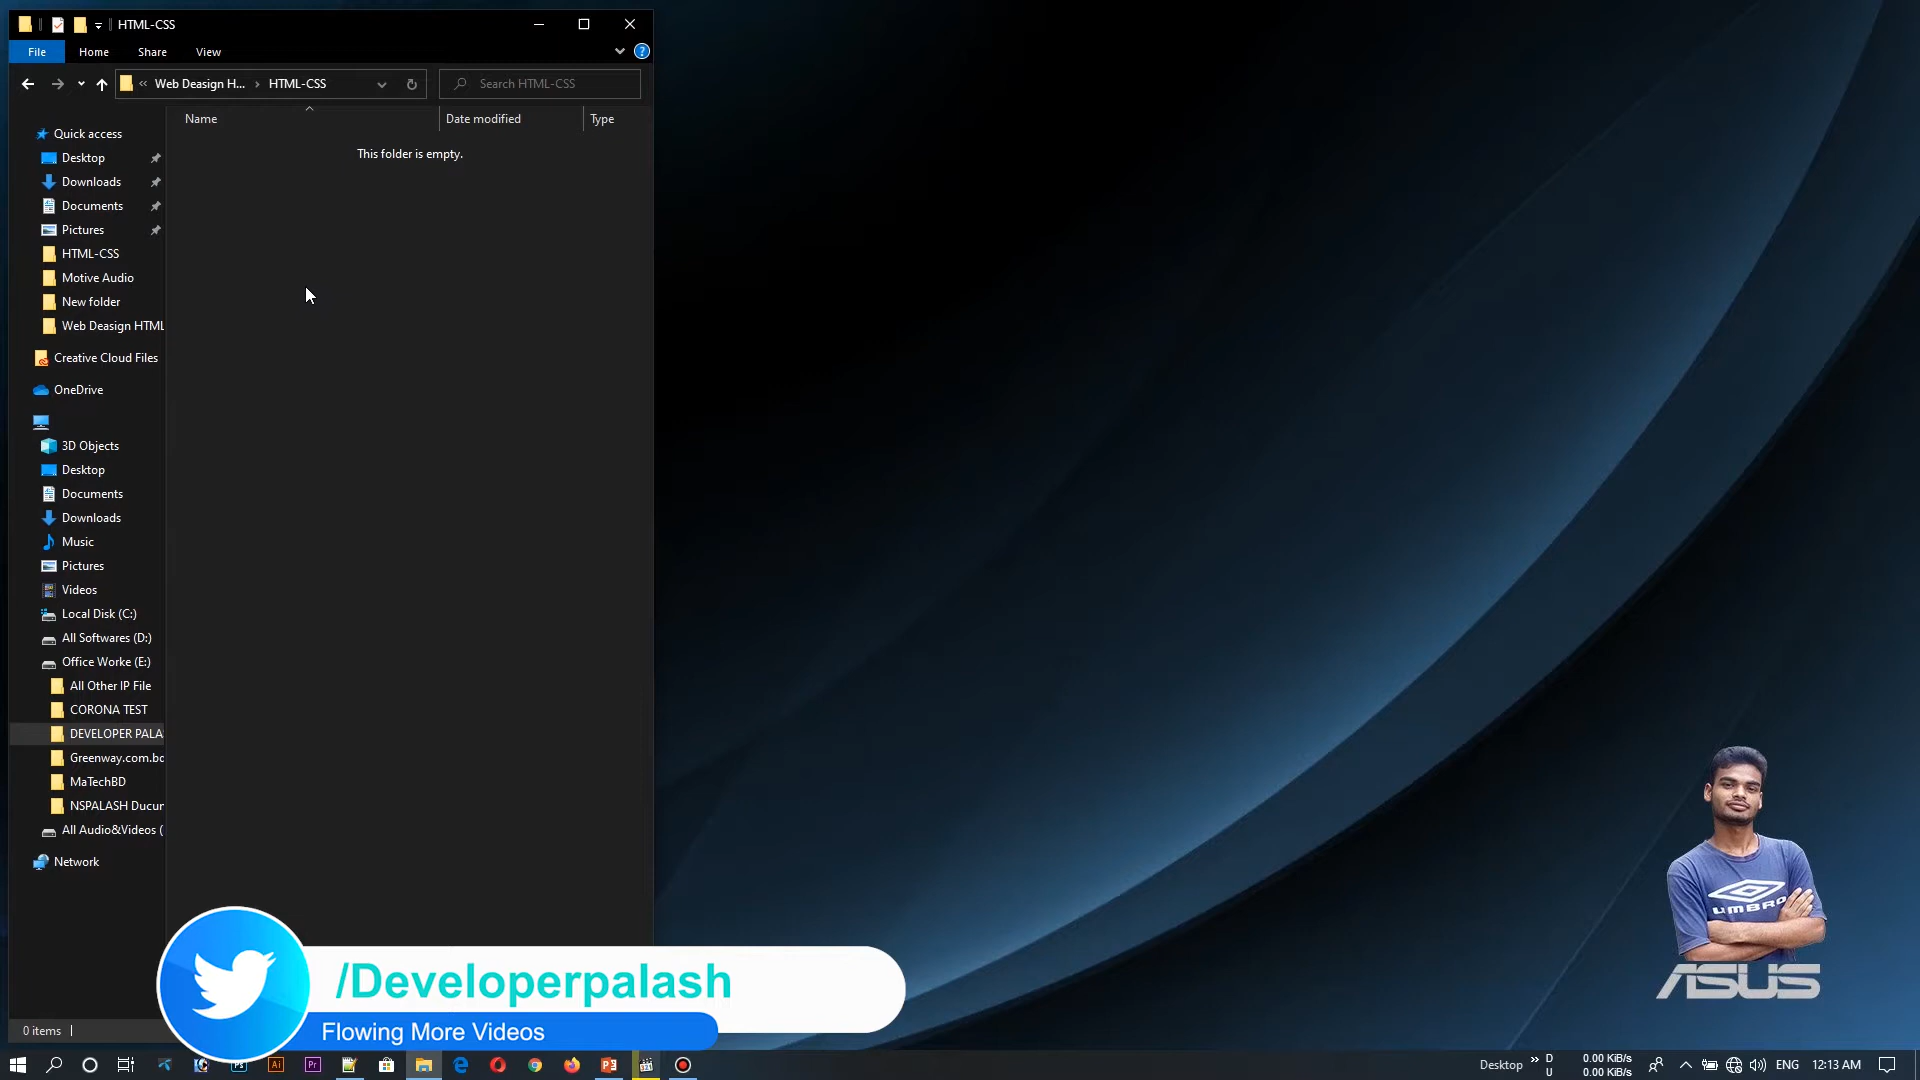 HTML-CSS
File Home Share View
Web Deasign H... HTML-CSS
Search HTML-CSS
Name Date modified Type
This folder is empty.
Quick access
Desktop
Downloads
Documents
Pictures
HTML-CSS
Motive Audio
New folder
Web Deasign HTML
Creative Cloud Files
OneDrive
3D Objects
Desktop
Documents
Downloads
Music
Pictures
Videos
Local Disk (C:)
All Softwares (D:)
Office Worke (E:)
All Other IP File
CORONA TEST
DEVELOPER PALA
Greenway.com.bd
MaTechBD
NSPALASH Ducur
All Audio&Videos (
Network
0 items
/Developerpalash
Flowing More Videos
UMBRO
ASUS
Desktop
D 0.00 KiB/s
U 0.00 KiB/s
ENG 12:13 AM